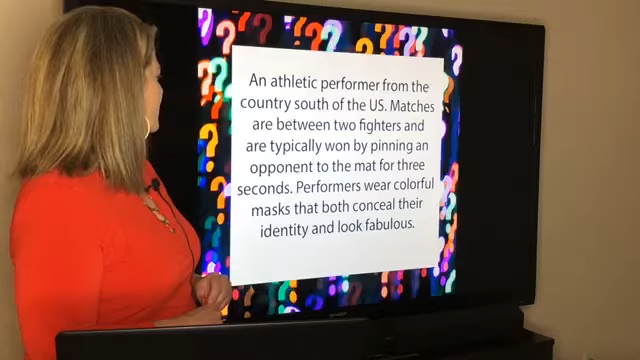 An athletic performer from the
country south of the US. Matches
are between two fighters and
are typically won by pinning an
opponent to the mat for three
seconds. Performers wear colorful
masks that both conceal their
identity and look fabulous.
SHARP